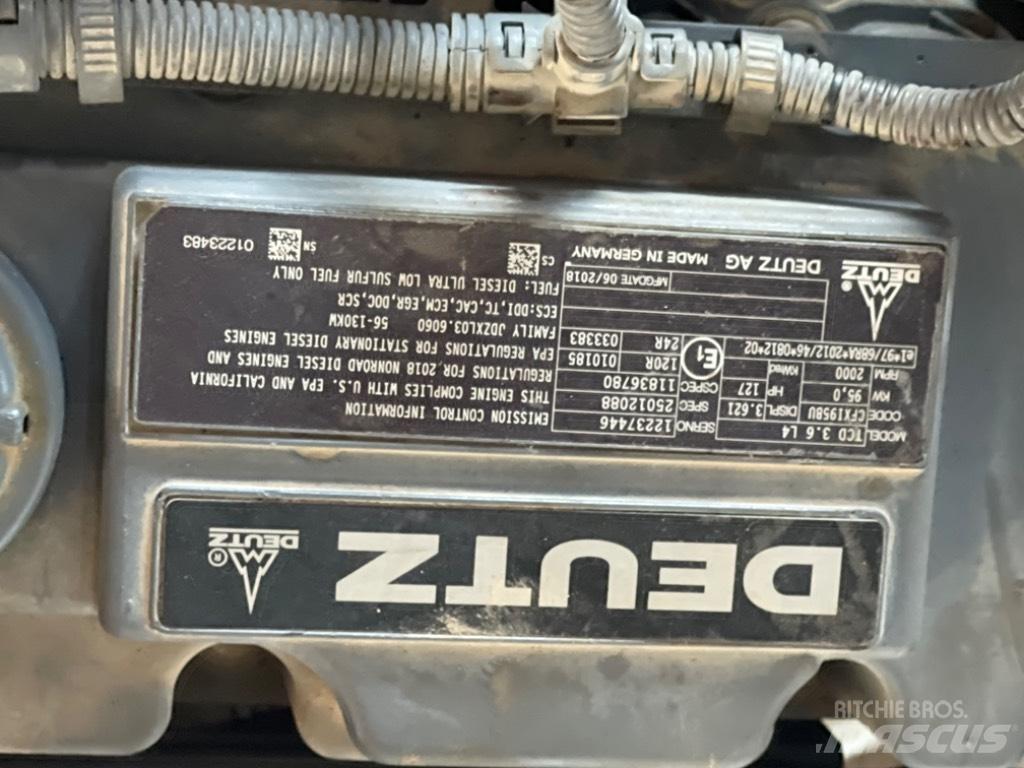 DEUTZ
DEUTZ ®
MODEL TCD 3.6 L4 SERNO 12237446
CODE DISPL 3.621 SPEC 25012088
KW 95.0 HP 127 CSPEC 11836780
RPM 2000 KWred 120R 010185
e1*97/68RA*2012/46*0812*02 E1 24R 033383
DEUTZ
MFGDATE 06/2018
DEUTZ AG MADE IN GERMANY
EMISSION CONTROL INFORMATION
THIS ENGINE COMPLIES WITH U.S. EPA AND CALIFORNIA
REGULATIONS FOR 2018 NONROAD DIESEL ENGINES AND
EPA REGULATIONS FOR STATIONARY DIESEL ENGINES
FAMILY JDZXL03.6060 56-130KW
ECS:DDI,TC,CAC,ECM,EGR,DOC,SCR
FUEL: DIESEL ULTRA LOW SULFUR FUEL ONLY
CS
SN 01223483
RITCHIE BROS.
MASCUS